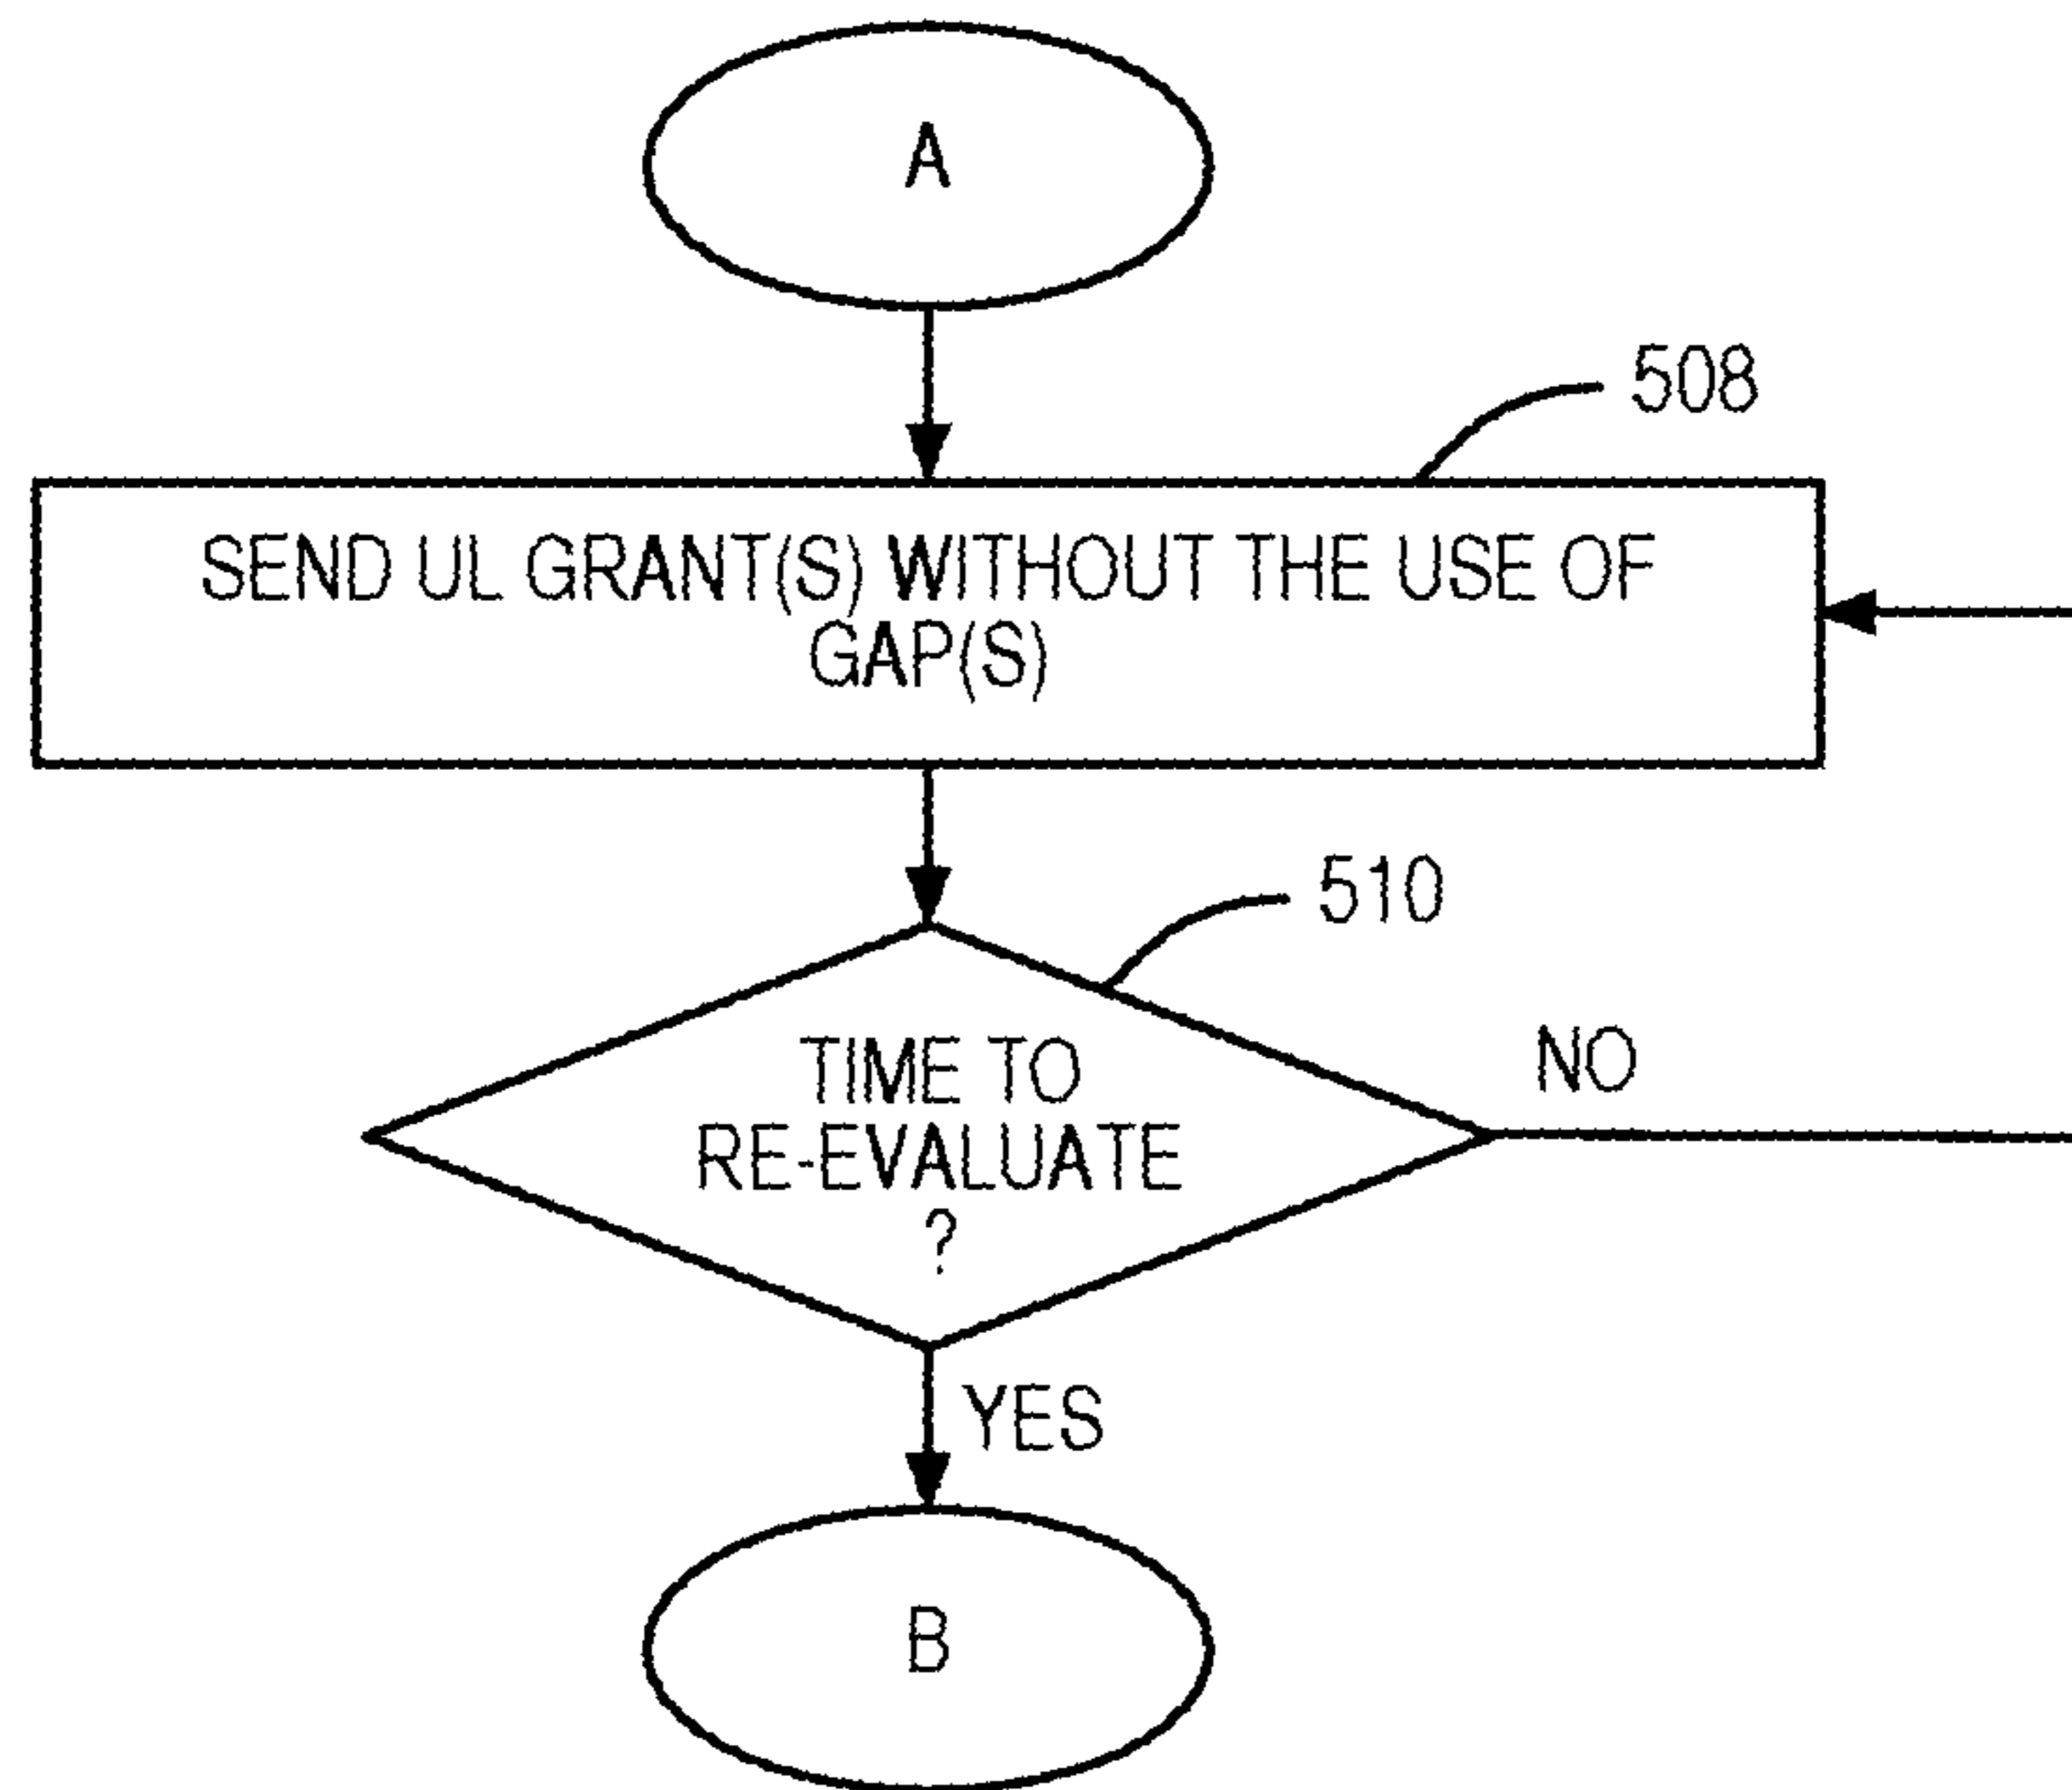 A
508
SEND UL GRANT(S) WITHOUT THE USE OF
GAP(S)
510
TIME TO
RE-EVALUATE
?
NO
YES
B